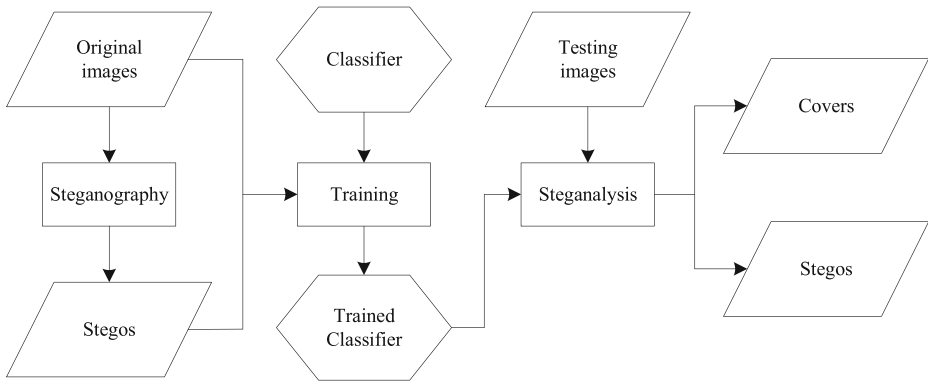 Original
images
Steganography
Stegos
Classifier
Training
Trained
Classifier
Testing
images
Steganalysis
Covers
Stegos